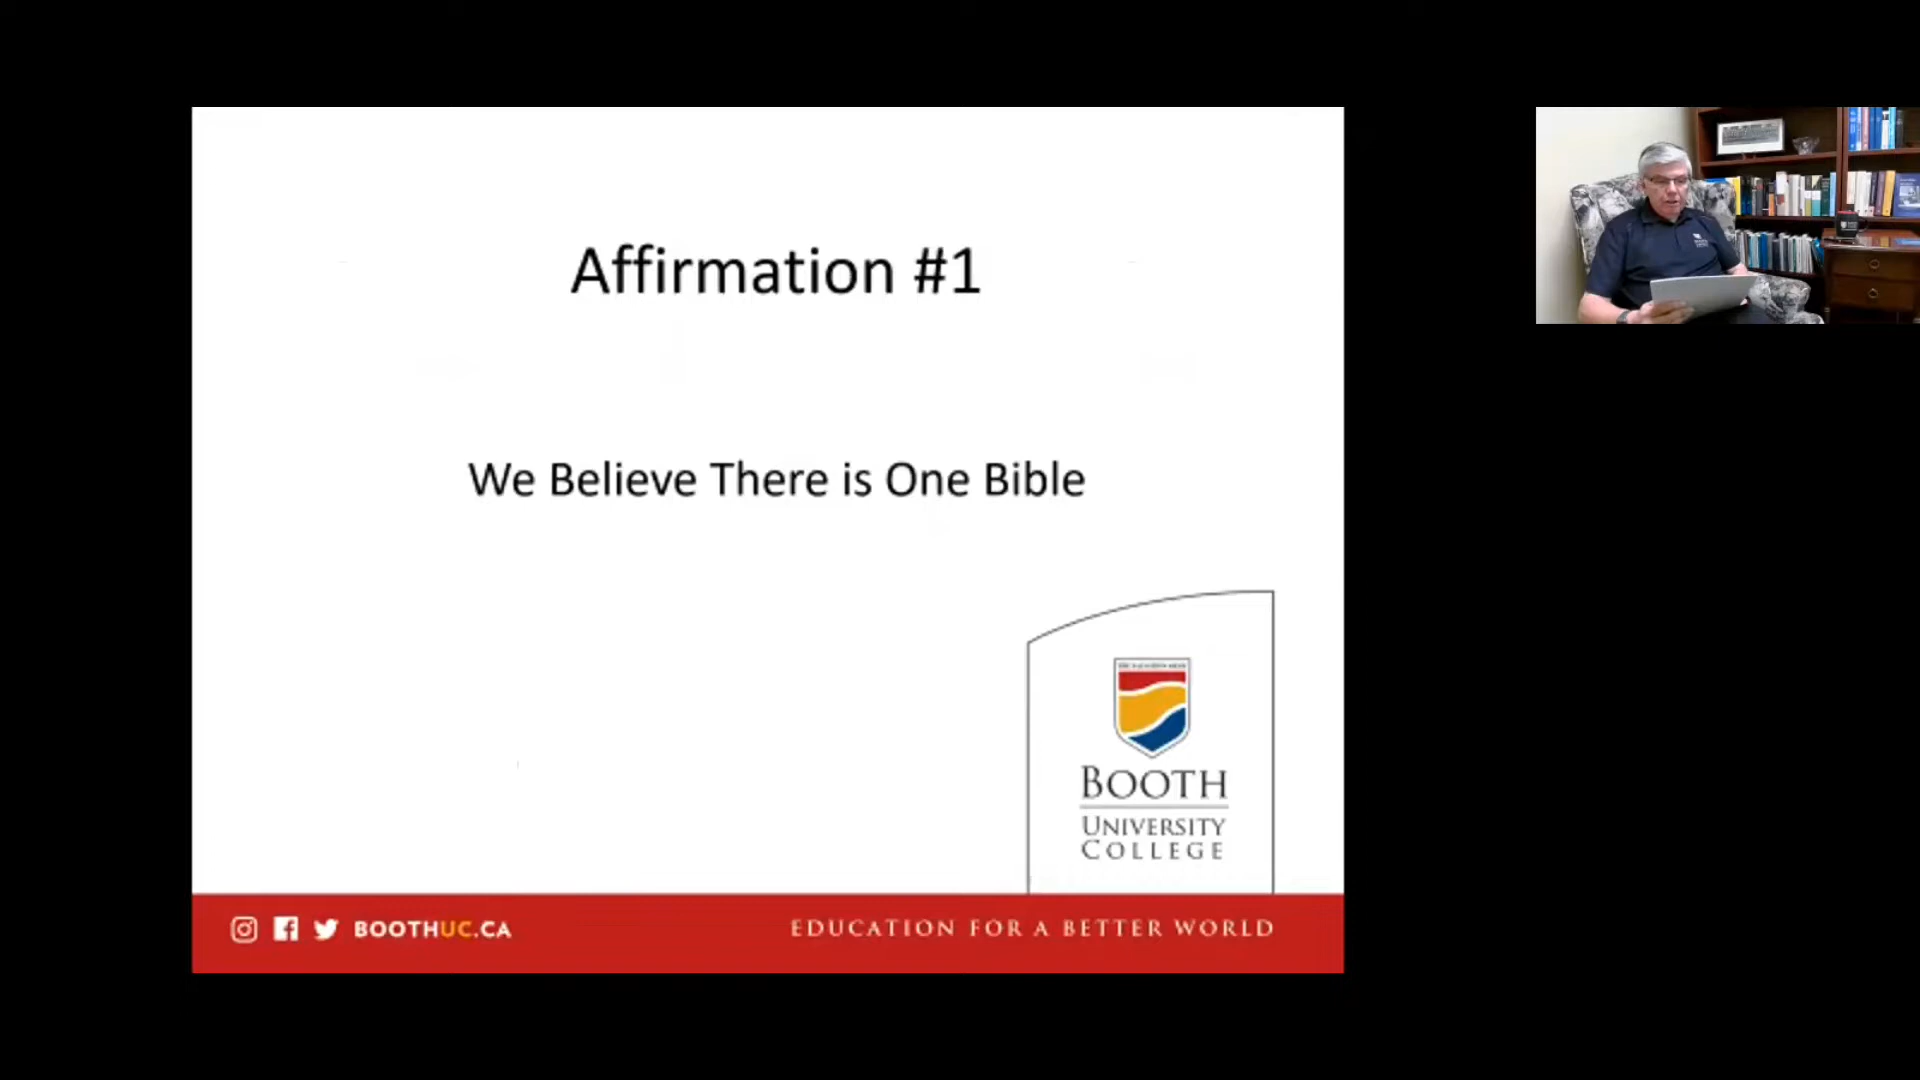 Affirmation #1
We Believe There is One Bible
BOOTH
UNIVERSITY
COLLEGE
BOOTHUC.CA
EDUCATION FOR A BETTER WORLD